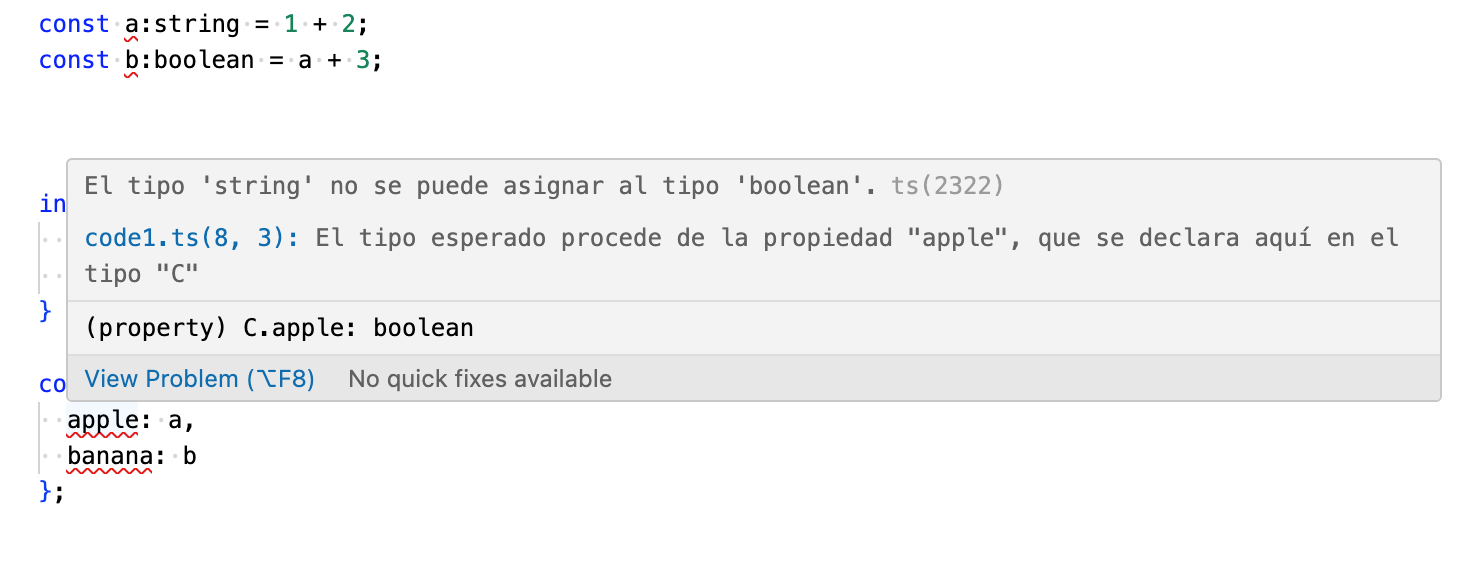 const a:string = 1 + 2;
const b:boolean = a + 3;
El tipo 'string' no se puede asignar al tipo 'boolean'. ts(2322)
in
code1.ts(8, 3): El tipo esperado procede de la propiedad "apple", que se declara aquí en el
tipo "C"
}
(property) C.apple: boolean
co
View Problem (⌥F8) No quick fixes available
apple: a,
banana: b
};